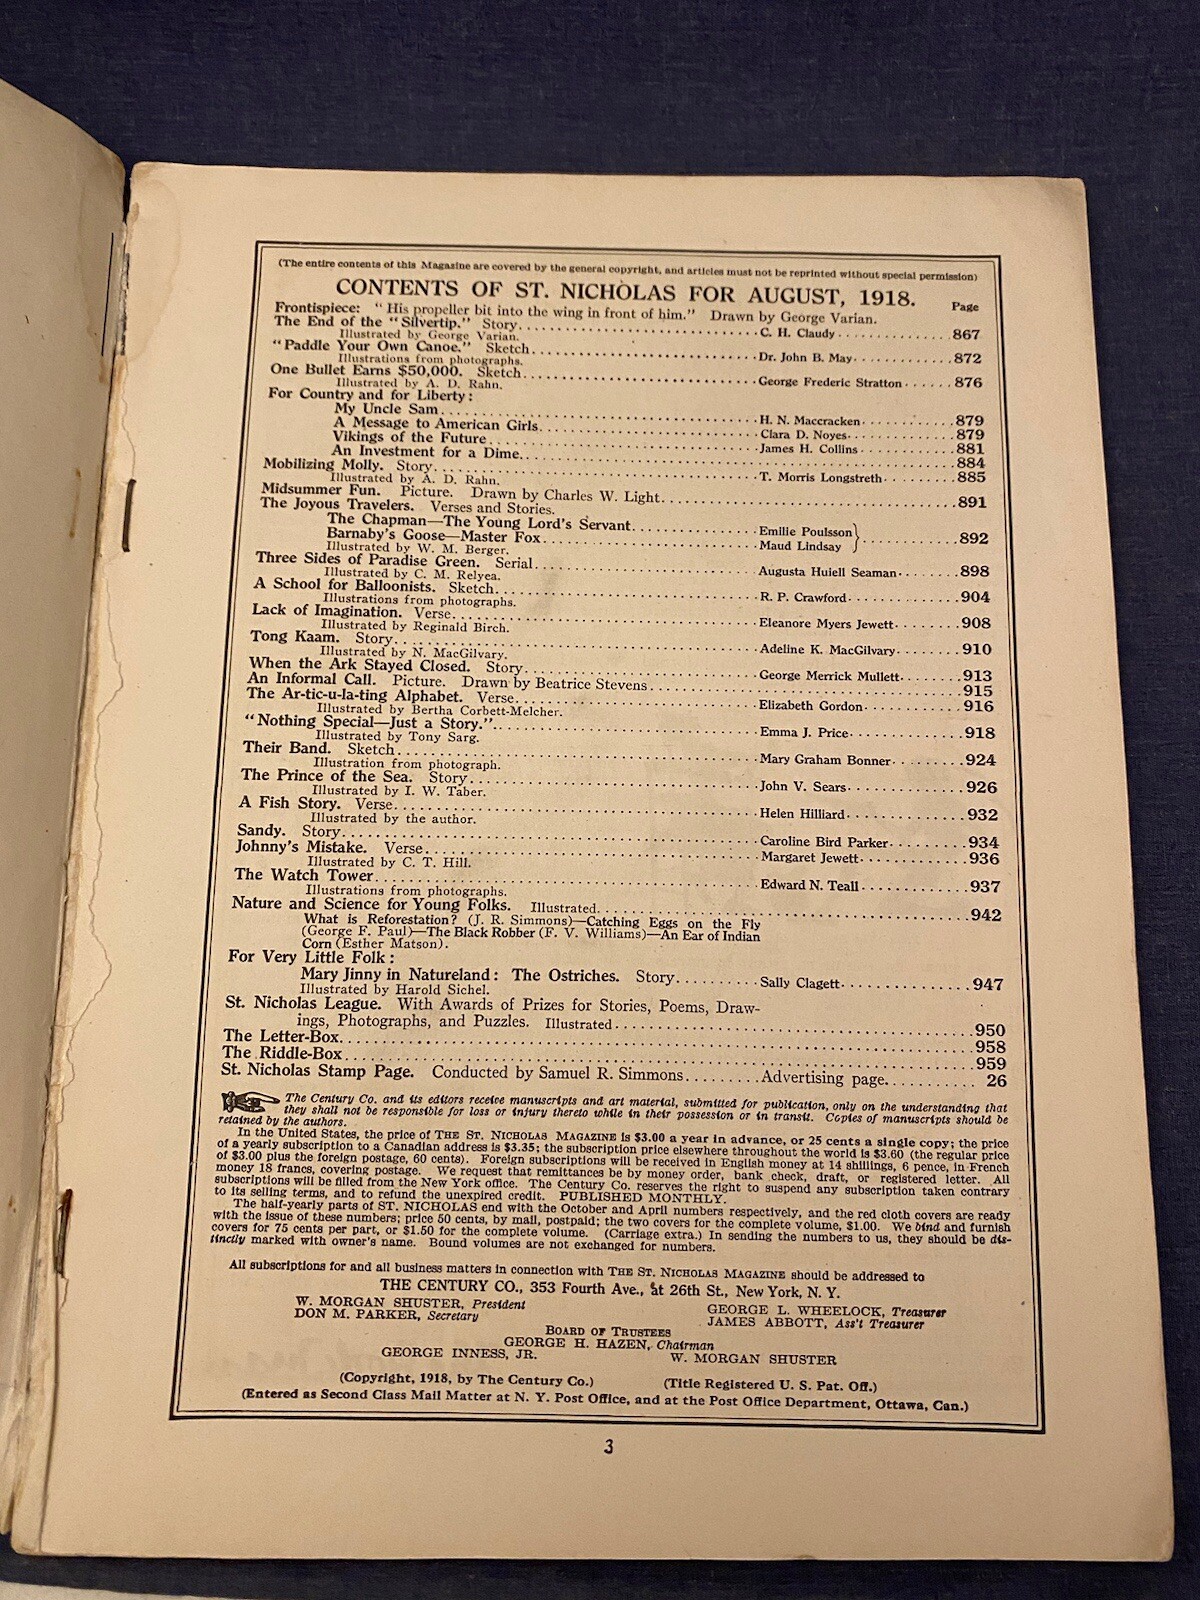 (The entire contents of this Magazine are covered by the general copyright, and articles must not be reprinted without special permission)
CONTENTS OF ST. NICHOLAS FOR AUGUST, 1918.
Page
Frontispiece: "His propeller bit into the wing in front of him." Drawn by George Varian.
The End of the "Silvertip." Story. C. H. Claudy 867
Illustrated by George Varian.
"Paddle Your Own Canoe." Sketch Dr. John B. May 872
Illustrations from photographs.
One Bullet Earns $50,000. Sketch George Frederic Stratton 876
Illustrated by A. D. Rahn.
For Country and for Liberty:
My Uncle Sam H. N. Maccracken 879
A Message to American Girls Clara D. Noyes 879
Vikings of the Future James H. Collins 881
An Investment for a Dime 884
Mobilizing Molly. Story T. Morris Longstreth 885
Illustrated by A. D. Rahn.
Midsummer Fun. Picture. Drawn by Charles W. Light 891
The Joyous Travelers. Verses and Stories.
The Chapman—The Young Lord's Servant Emilie Poulsson
Barnaby's Goose—Master Fox Maud Lindsay 892
Illustrated by W. M. Berger.
Three Sides of Paradise Green. Serial Augusta Huiell Seaman 898
Illustrated by C. M. Relyea.
A School for Balloonists. Sketch R. P. Crawford 904
Illustrations from photographs.
Lack of Imagination. Verse Eleanore Myers Jewett 908
Illustrated by Reginald Birch.
Tong Kaam. Story Adeline K. MacGilvary 910
Illustrated by N. MacGilvary.
When the Ark Stayed Closed. Story George Merrick Mullett 913
An Informal Call. Picture. Drawn by Beatrice Stevens 915
The Ar-tic-u-la-ting Alphabet. Verse Elizabeth Gordon 916
Illustrated by Bertha Corbett-Melcher.
"Nothing Special—Just a Story." Emma J. Price 918
Illustrated by Tony Sarg.
Their Band. Sketch Mary Graham Bonner 924
Illustration from photograph.
The Prince of the Sea. Story John V. Sears 926
Illustrated by I. W. Taber.
A Fish Story. Verse Helen Hilliard 932
Illustrated by the author.
Sandy. Story Caroline Bird Parker 934
Johnny's Mistake. Verse Margaret Jewett 936
Illustrated by C. T. Hill.
The Watch Tower Edward N. Teall 937
Illustrations from photographs.
Nature and Science for Young Folks. Illustrated 942
What is Reforestation? (J. R. Simmons)—Catching Eggs on the Fly
(George F. Paul)—The Black Robber (F. V. Williams)—An Ear of Indian
Corn (Esther Matson).
For Very Little Folk:
Mary Jinny in Natureland: The Ostriches. Story Sally Clagett 947
Illustrated by Harold Sichel.
St. Nicholas League. With Awards of Prizes for Stories, Poems, Draw-
ings, Photographs, and Puzzles. Illustrated 950
The Letter-Box 958
The Riddle-Box 959
St. Nicholas Stamp Page. Conducted by Samuel R. Simmons Advertising page 26
The Century Co. and its editors receive manuscripts and art material, submitted for publication, only on the understanding that
they shall not be responsible for loss or injury thereto while in their possession or in transit. Copies of manuscripts should be
retained by the authors.
In the United States, the price of THE ST. NICHOLAS MAGAZINE is $3.00 a year in advance, or 25 cents a single copy; the price
of a yearly subscription to a Canadian address is $3.35; the subscription price elsewhere throughout the world is $3.60 (the regular price
of $3.00 plus the foreign postage, 60 cents). Foreign subscriptions will be received in English money at 14 shillings, 6 pence, in French
money 18 francs, covering postage. We request that remittances be by money order, bank check, draft, or registered letter. All
subscriptions will be filled from the New York office. The Century Co. reserves the right to suspend any subscription taken contrary
to its selling terms, and to refund the unexpired credit. PUBLISHED MONTHLY.
The half-yearly parts of ST. NICHOLAS end with the October and April numbers respectively, and the red cloth covers are ready
with the issue of these numbers; price 50 cents, by mail, postpaid; the two covers for the complete volume, $1.00. We bind and furnish
covers for 75 cents per part, or $1.50 for the complete volume. (Carriage extra.) In sending the numbers to us, they should be dis-
tinctly marked with owner's name. Bound volumes are not exchanged for numbers.
All subscriptions for and all business matters in connection with THE ST. NICHOLAS MAGAZINE should be addressed to
THE CENTURY CO., 353 Fourth Ave., at 26th St., New York, N. Y.
W. MORGAN SHUSTER, President GEORGE L. WHEELOCK, Treasurer
DON M. PARKER, Secretary JAMES ABBOTT, Ass't Treasurer
BOARD OF TRUSTEES
GEORGE H. HAZEN, Chairman
GEORGE INNESS, JR. W. MORGAN SHUSTER
(Copyright, 1918, by The Century Co.) (Title Registered U. S. Pat. Off.)
(Entered as Second Class Mail Matter at N. Y. Post Office, and at the Post Office Department, Ottawa, Can.)
3